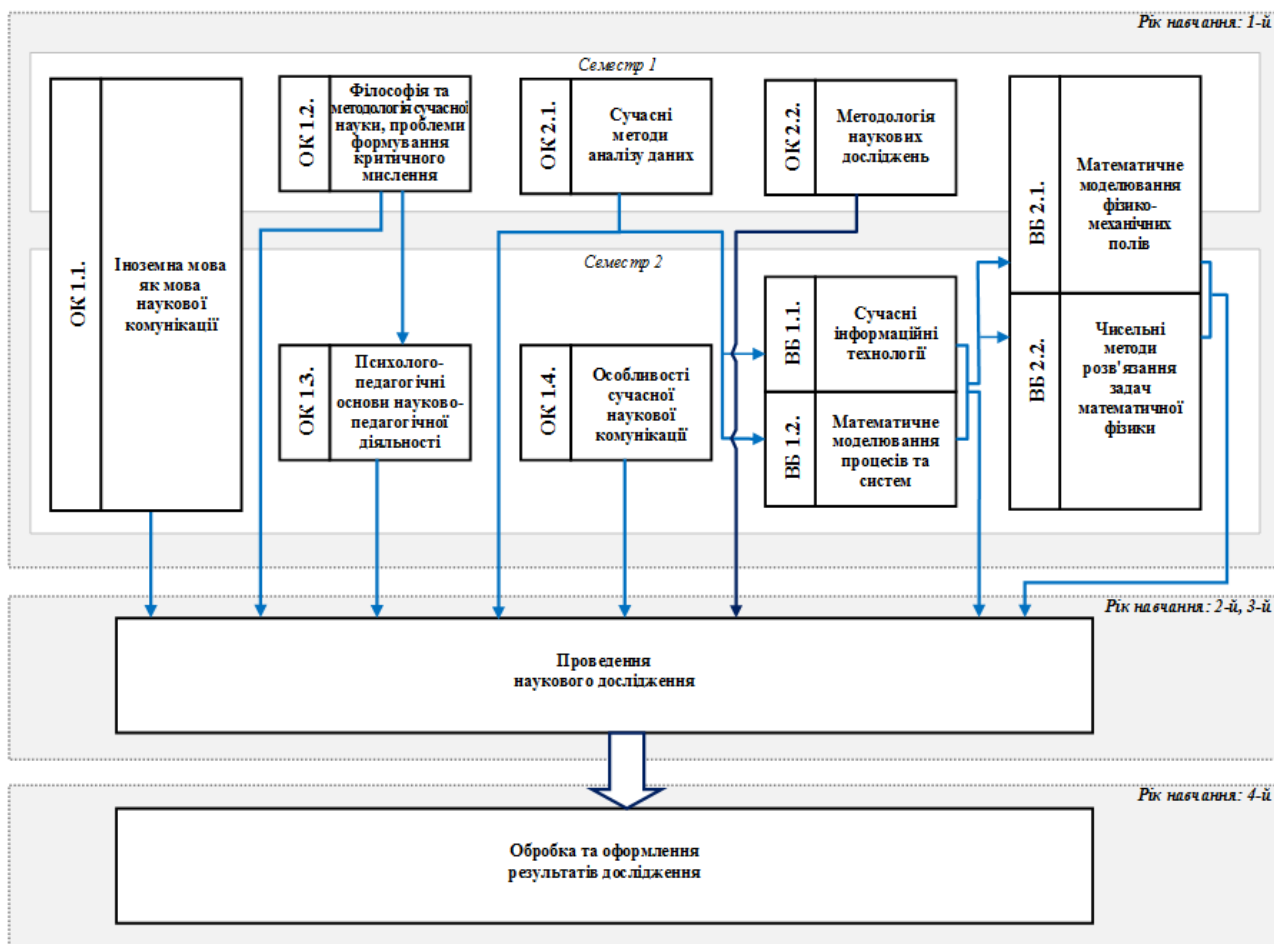 Рік навчання: 1-й
Семестр 1
ОК 1.1.
Іноземна мова
як мова
наукової
комунікації
ОК 1.2.
Філософія та
методологія сучасної
науки, проблеми
формування
критичного
мислення
ОК 2.1.
Сучасні
методи
аналізу даних
ОК 2.2.
Методологія
наукових
досліджень
ВБ 2.1.
Математичне
моделювання
фізико-
механічних
полів
Семестр 2
ОК 1.3.
Психолого-
педагогічні
основи науково-
педагогічної
діяльності
ОК 1.4.
Особливості
сучасної
наукової
комунікації
ВБ 1.1.
Сучасні
інформаційні
технології
ВБ 1.2.
Математичне
моделювання
процесів та
систем
ВБ 2.2.
Чисельні
методи
розв'язання
задач
математичної
фізики
Рік навчання: 2-й, 3-й
Проведення
наукового дослідження
Рік навчання: 4-й
Обробка та оформлення
результатів дослідження